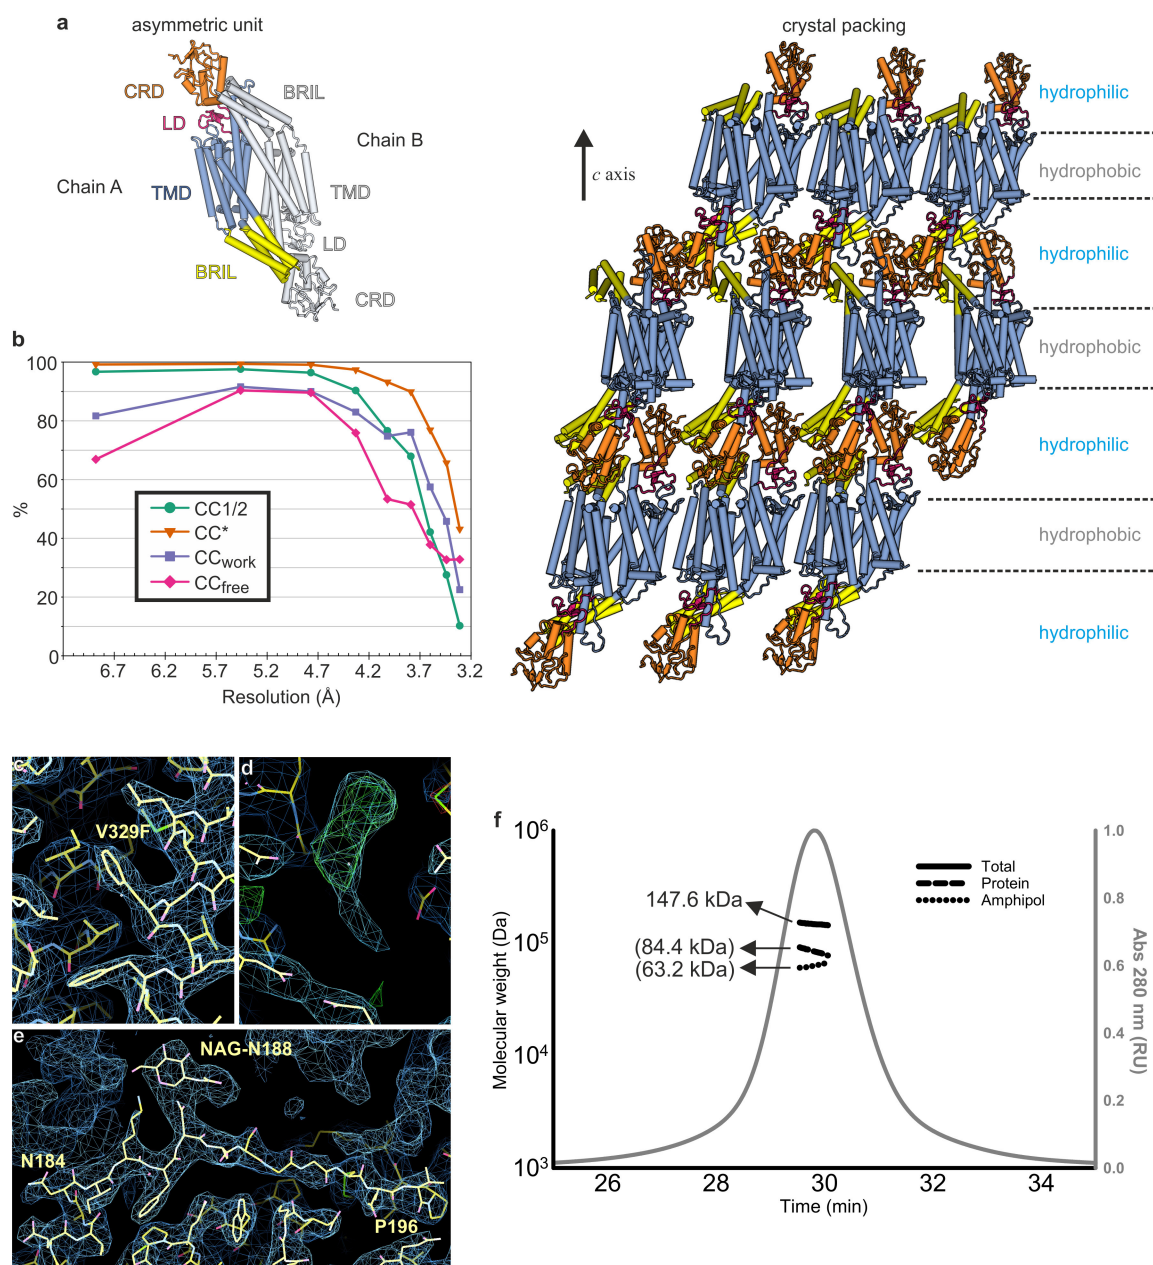 a
asymmetric unit
crystal packing
CRD
BRIL
LD
Chain B
Chain A
TMD
TMD
LD
BRIL
CRD
c axis
hydrophilic
hydrophobic
hydrophilic
hydrophobic
hydrophilic
hydrophobic
hydrophilic
b
100
80
60
40
20
0
%
CC1/2
CC*
CCwork
CCfree
6.7 6.2 5.7 5.2 4.7 4.2 3.7 3.2
Resolution (Å)
c
V329F
d
e
NAG-N188
N184
P196
f
10⁶
10⁵
10⁴
10³
Molecular weight (Da)
147.6 kDa
(84.4 kDa)
(63.2 kDa)
Total
Protein
Amphipol
1.0
0.8
0.6
0.4
0.2
0.0
Abs 280 nm (RU)
26 28 30 32 34
Time (min)